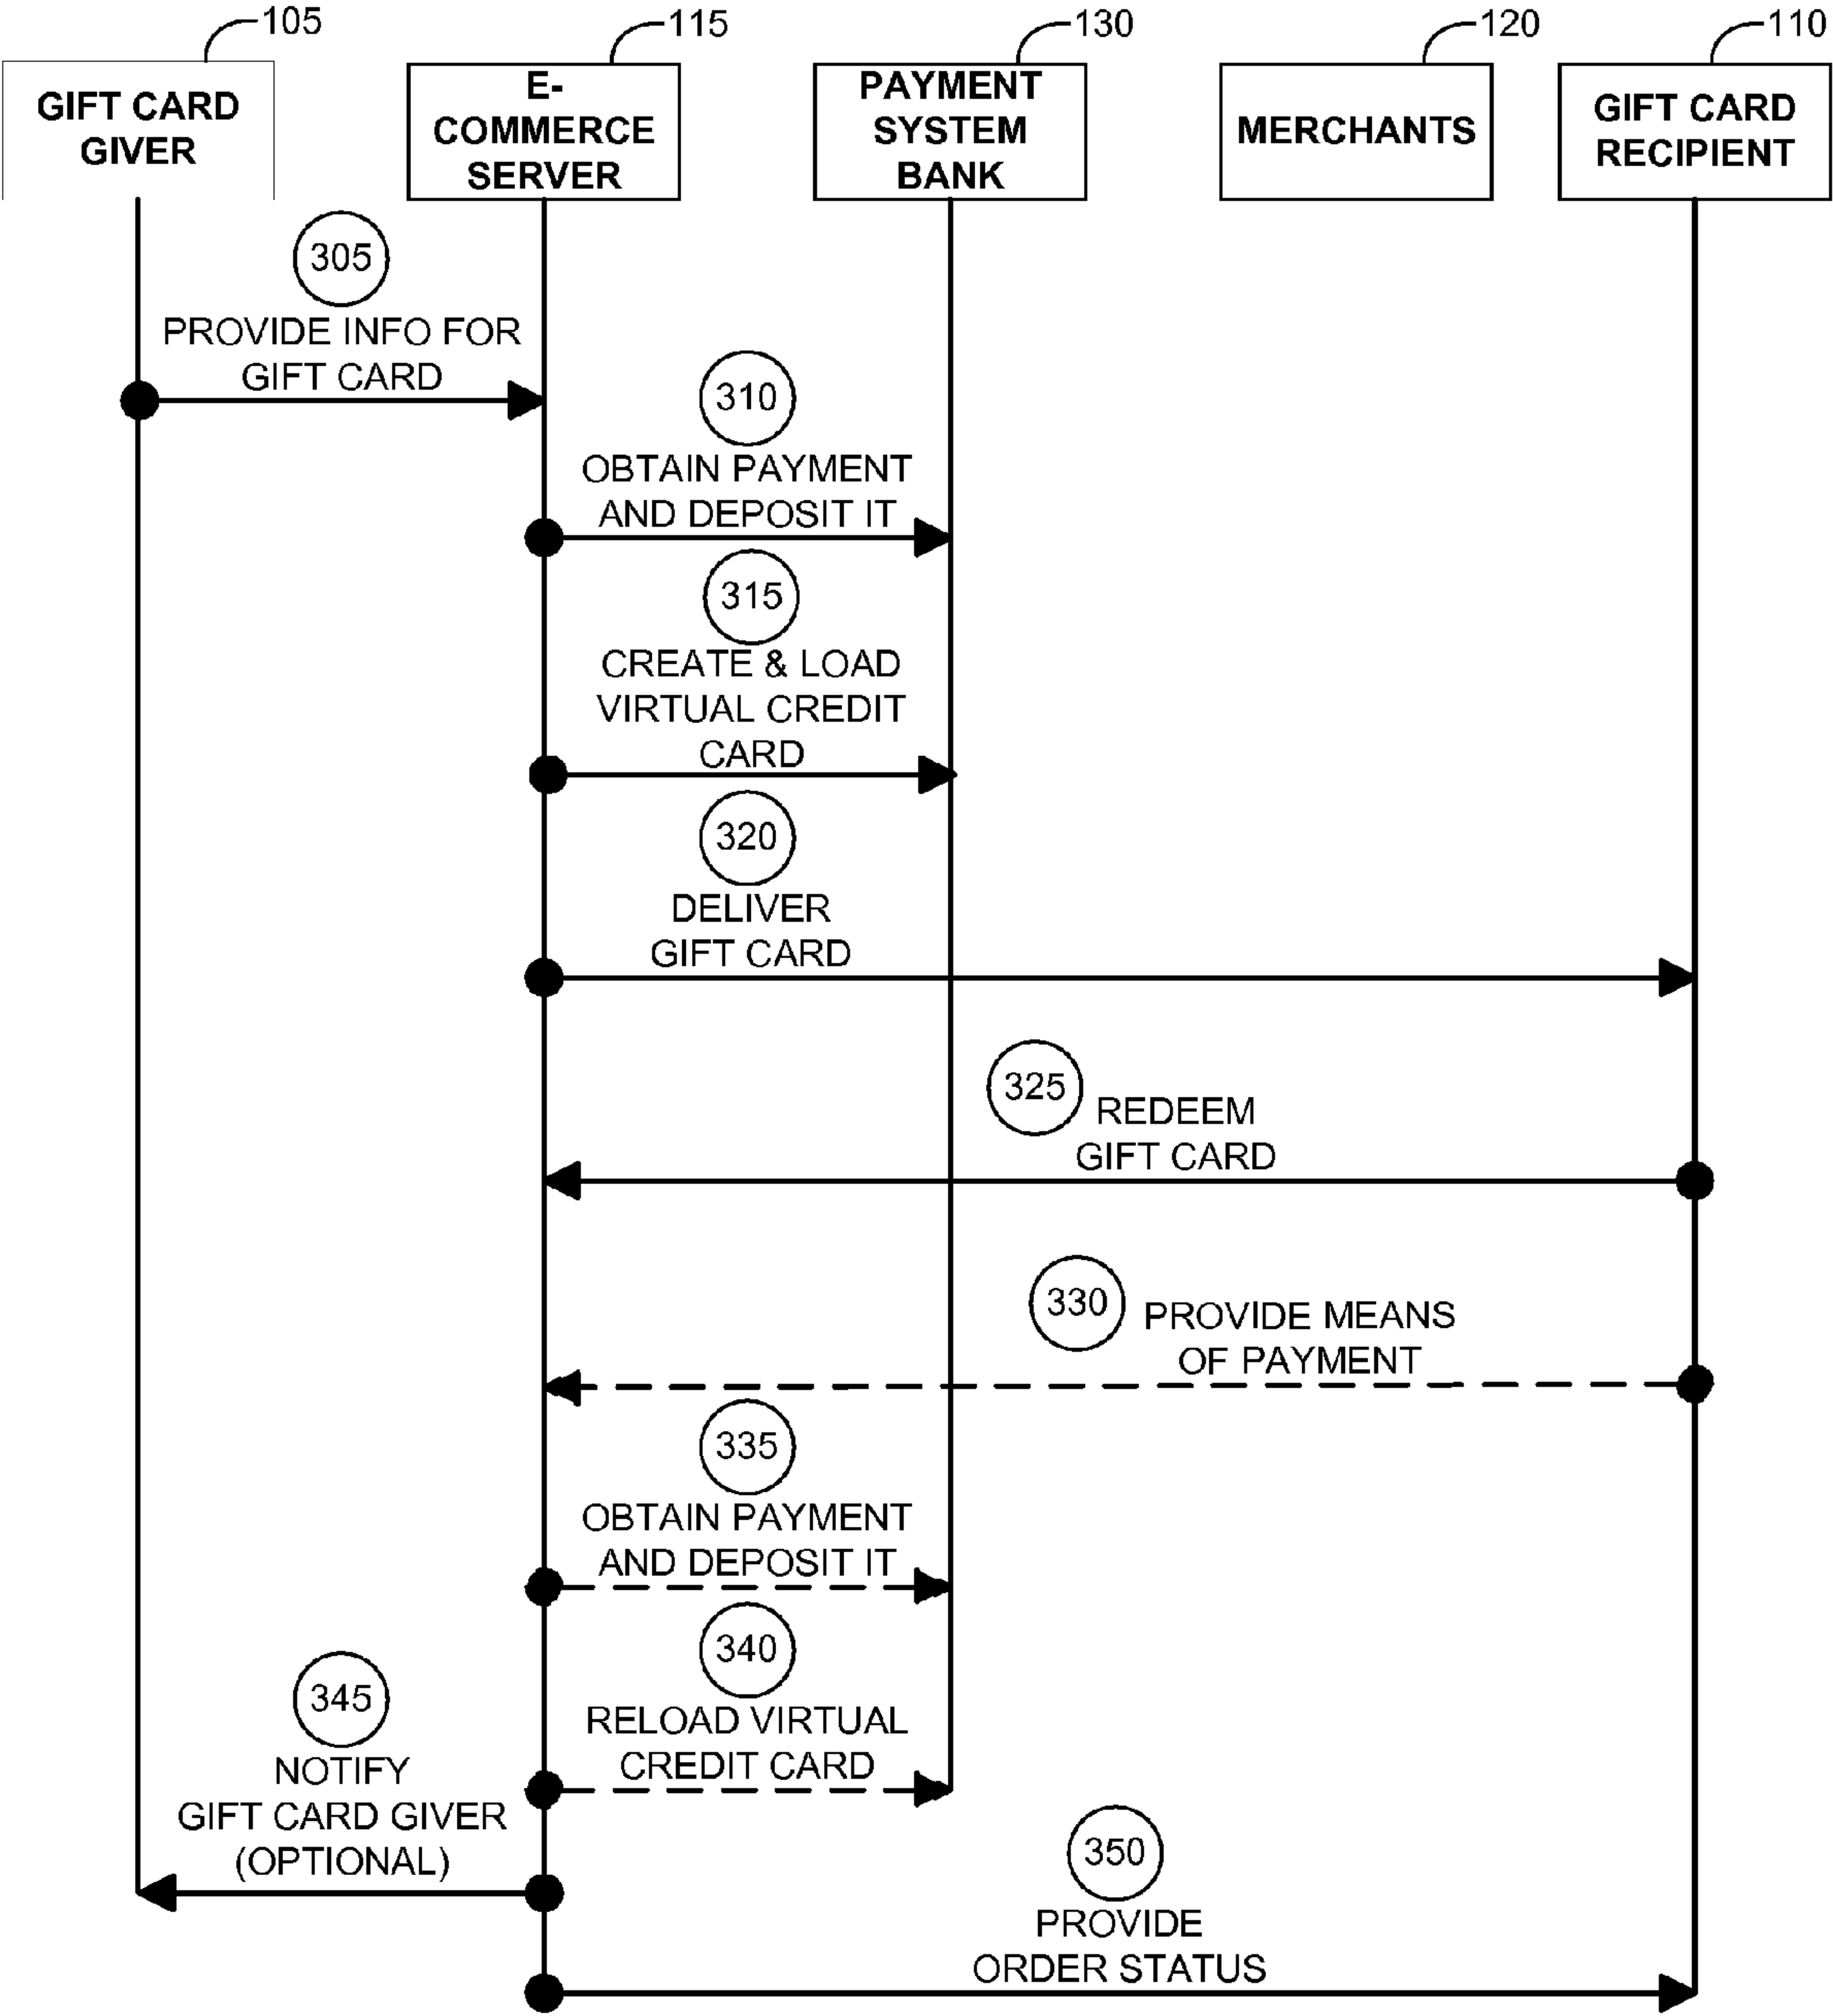 105
115
130
120
110
GIFT CARD
GIVER
E-
COMMERCE
SERVER
PAYMENT
SYSTEM
BANK
MERCHANTS
GIFT CARD
RECIPIENT
305
PROVIDE INFO FOR
GIFT CARD
310
OBTAIN PAYMENT
AND DEPOSIT IT
315
CREATE & LOAD
VIRTUAL CREDIT
CARD
320
DELIVER
GIFT CARD
325
REDEEM
GIFT CARD
330
PROVIDE MEANS
OF PAYMENT
335
OBTAIN PAYMENT
AND DEPOSIT IT
340
RELOAD VIRTUAL
CREDIT CARD
345
NOTIFY
GIFT CARD GIVER
(OPTIONAL)
350
PROVIDE
ORDER STATUS